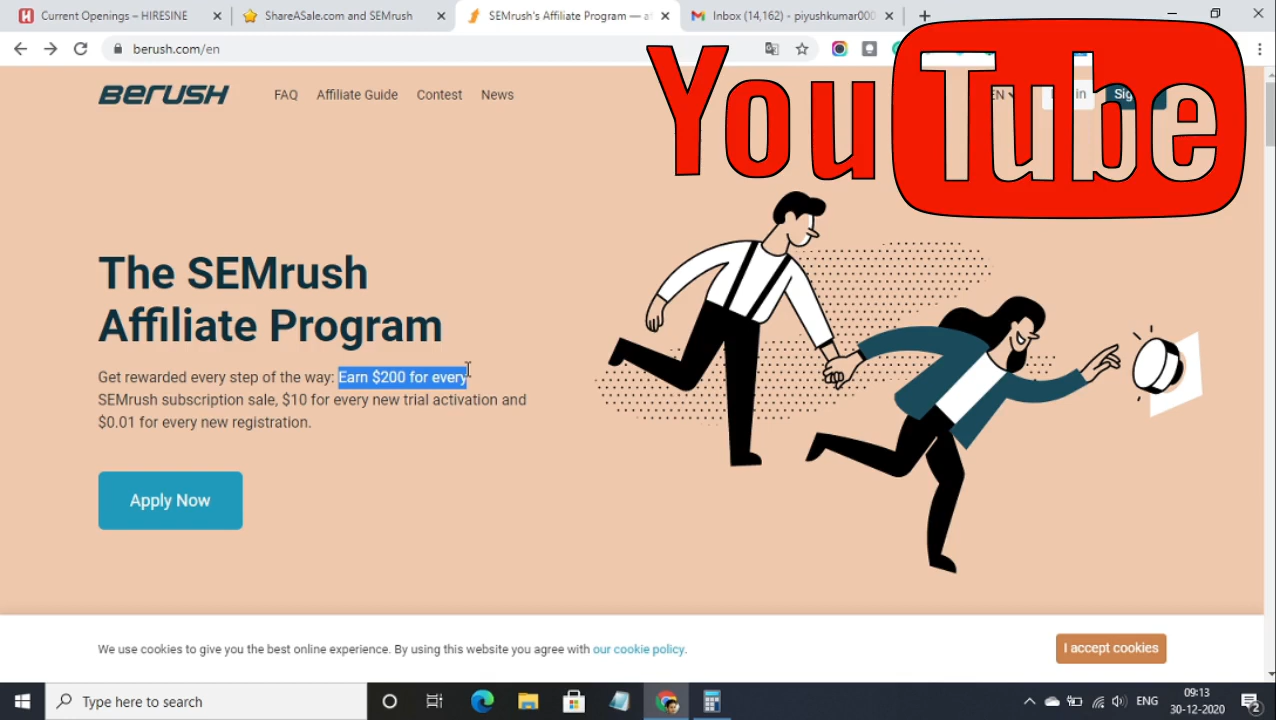 Current Openings – HIRESINE
ShareASale.com and SEMrush
SEMrush's Affiliate Program — a
Inbox (14,162) - piyushkumar000
berush.com/en
YouTube
BERUSH
FAQ
Affiliate Guide
Contest
News
EN
in
Sig
The SEMrush
Affiliate Program
Get rewarded every step of the way: Earn $200 for every
SEMrush subscription sale, $10 for every new trial activation and
$0.01 for every new registration.
Apply Now
We use cookies to give you the best online experience. By using this website you agree with our cookie policy.
I accept cookies
Type here to search
ENG
09:13
30-12-2020
2